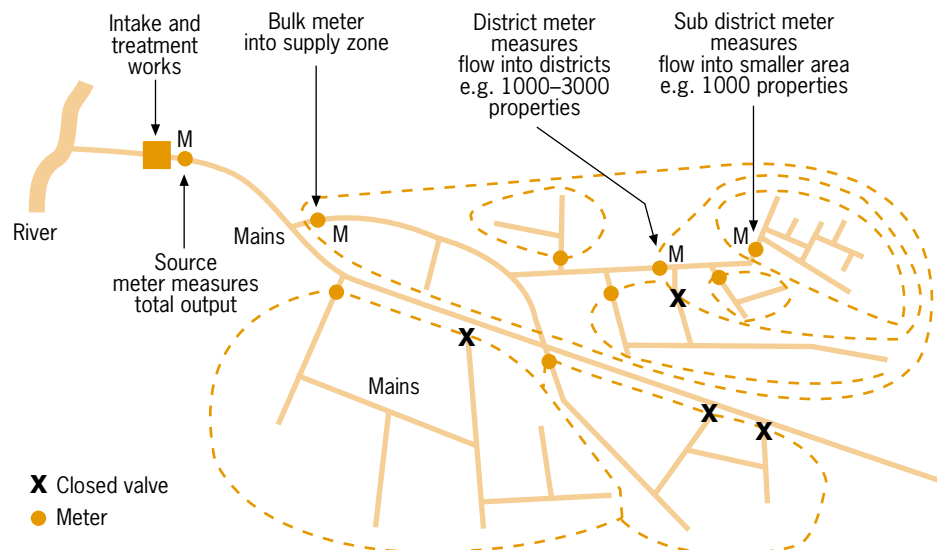 Intake and
treatment
works
Bulk meter
into supply zone
District meter
measures
flow into districts
e.g. 1000–3000
properties
Sub district meter
measures
flow into smaller area
e.g. 1000 properties
M
River
Source
meter measures
total output
Mains
M
M
M
Mains
X Closed valve
Meter
X
X
X
X